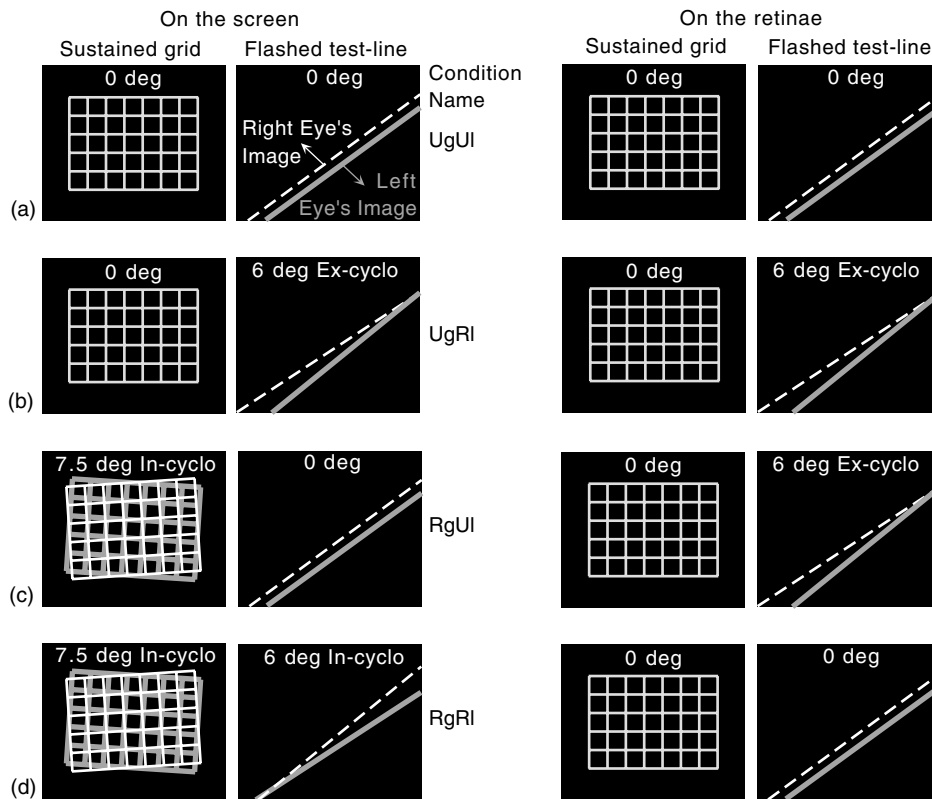 On the screen
On the retinae
Sustained grid
Flashed test-line
Sustained grid
Flashed test-line
0 deg
0 deg
Condition
Name
0 deg
0 deg
Right Eye's
Image
UgUl
Left
Eye's Image
(a)
0 deg
6 deg Ex-cyclo
0 deg
6 deg Ex-cyclo
UgRl
(b)
7.5 deg In-cyclo
0 deg
0 deg
6 deg Ex-cyclo
RgUl
(c)
7.5 deg In-cyclo
6 deg In-cyclo
0 deg
0 deg
RgRl
(d)